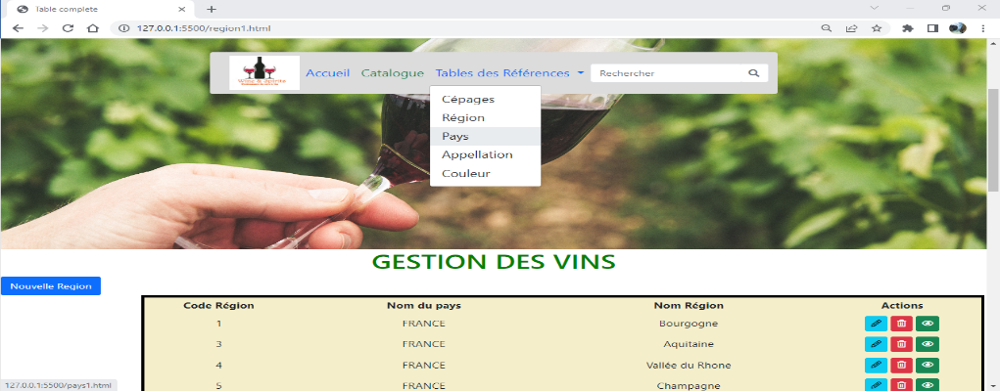 Table complete
127.0.0.1:5500/region1.html
Wine & Spirits
Accueil Catalogue Tables des Références Rechercher
Cépages
Région
Pays
Appellation
Couleur
GESTION DES VINS
Nouvelle Region
Code Région Nom du pays Nom Région Actions
1 FRANCE Bourgogne
3 FRANCE Aquitaine
4 FRANCE Vallée du Rhone
5 FRANCE Champagne
127.0.0.1:5500/pays1.html